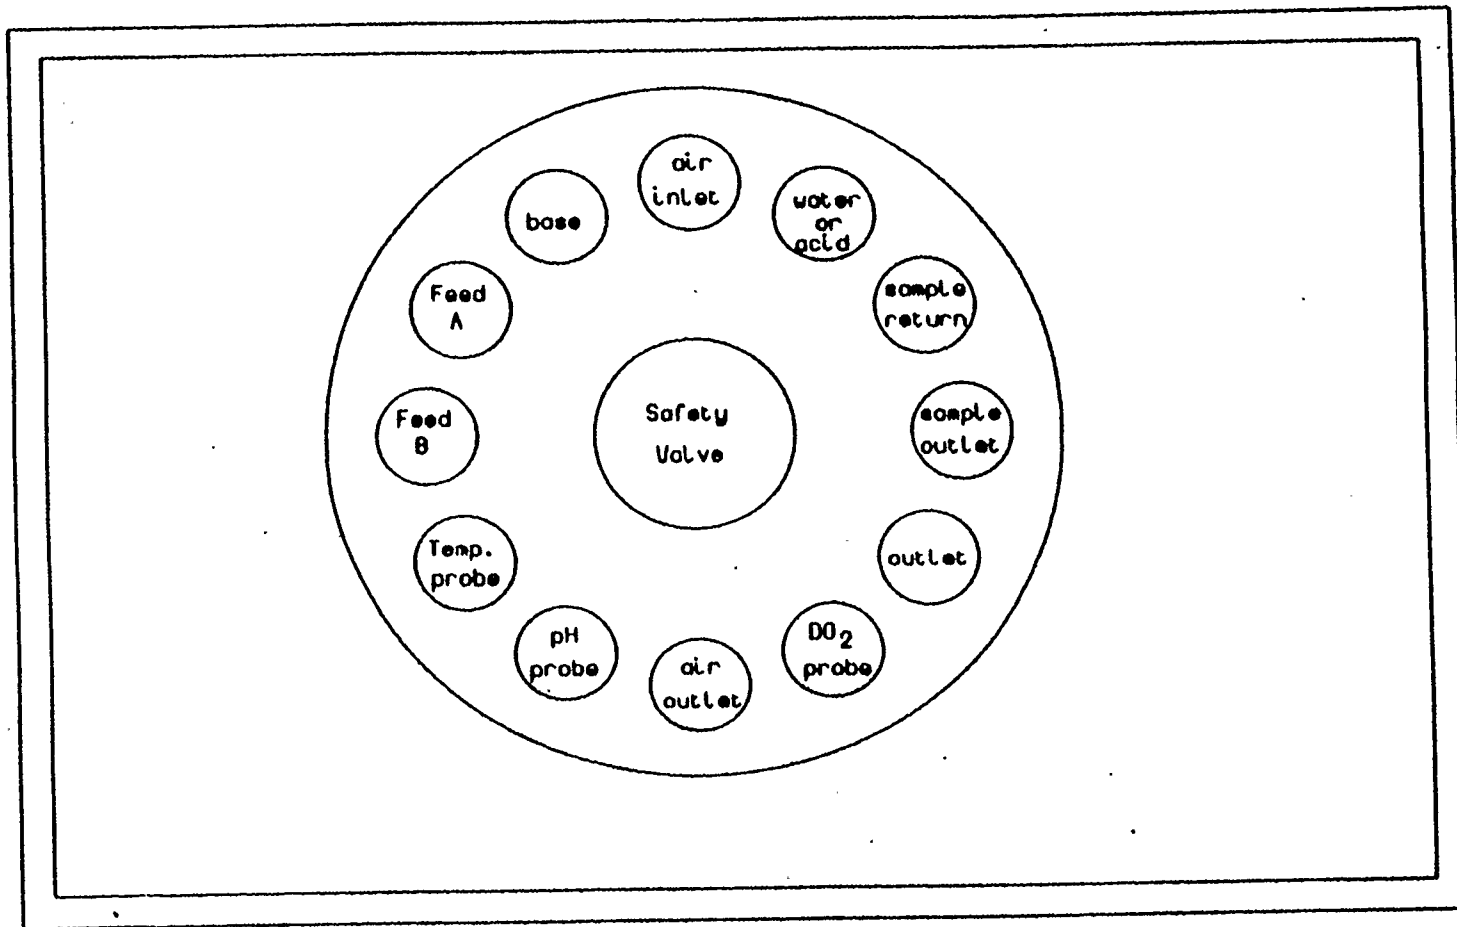 air
inlet
base
water
or
acid
Feed
A
sample
return
Feed
B
Safety
Valve
sample
outlet
Temp.
probe
outlet
pH
probe
air
outlet
DO₂
probe